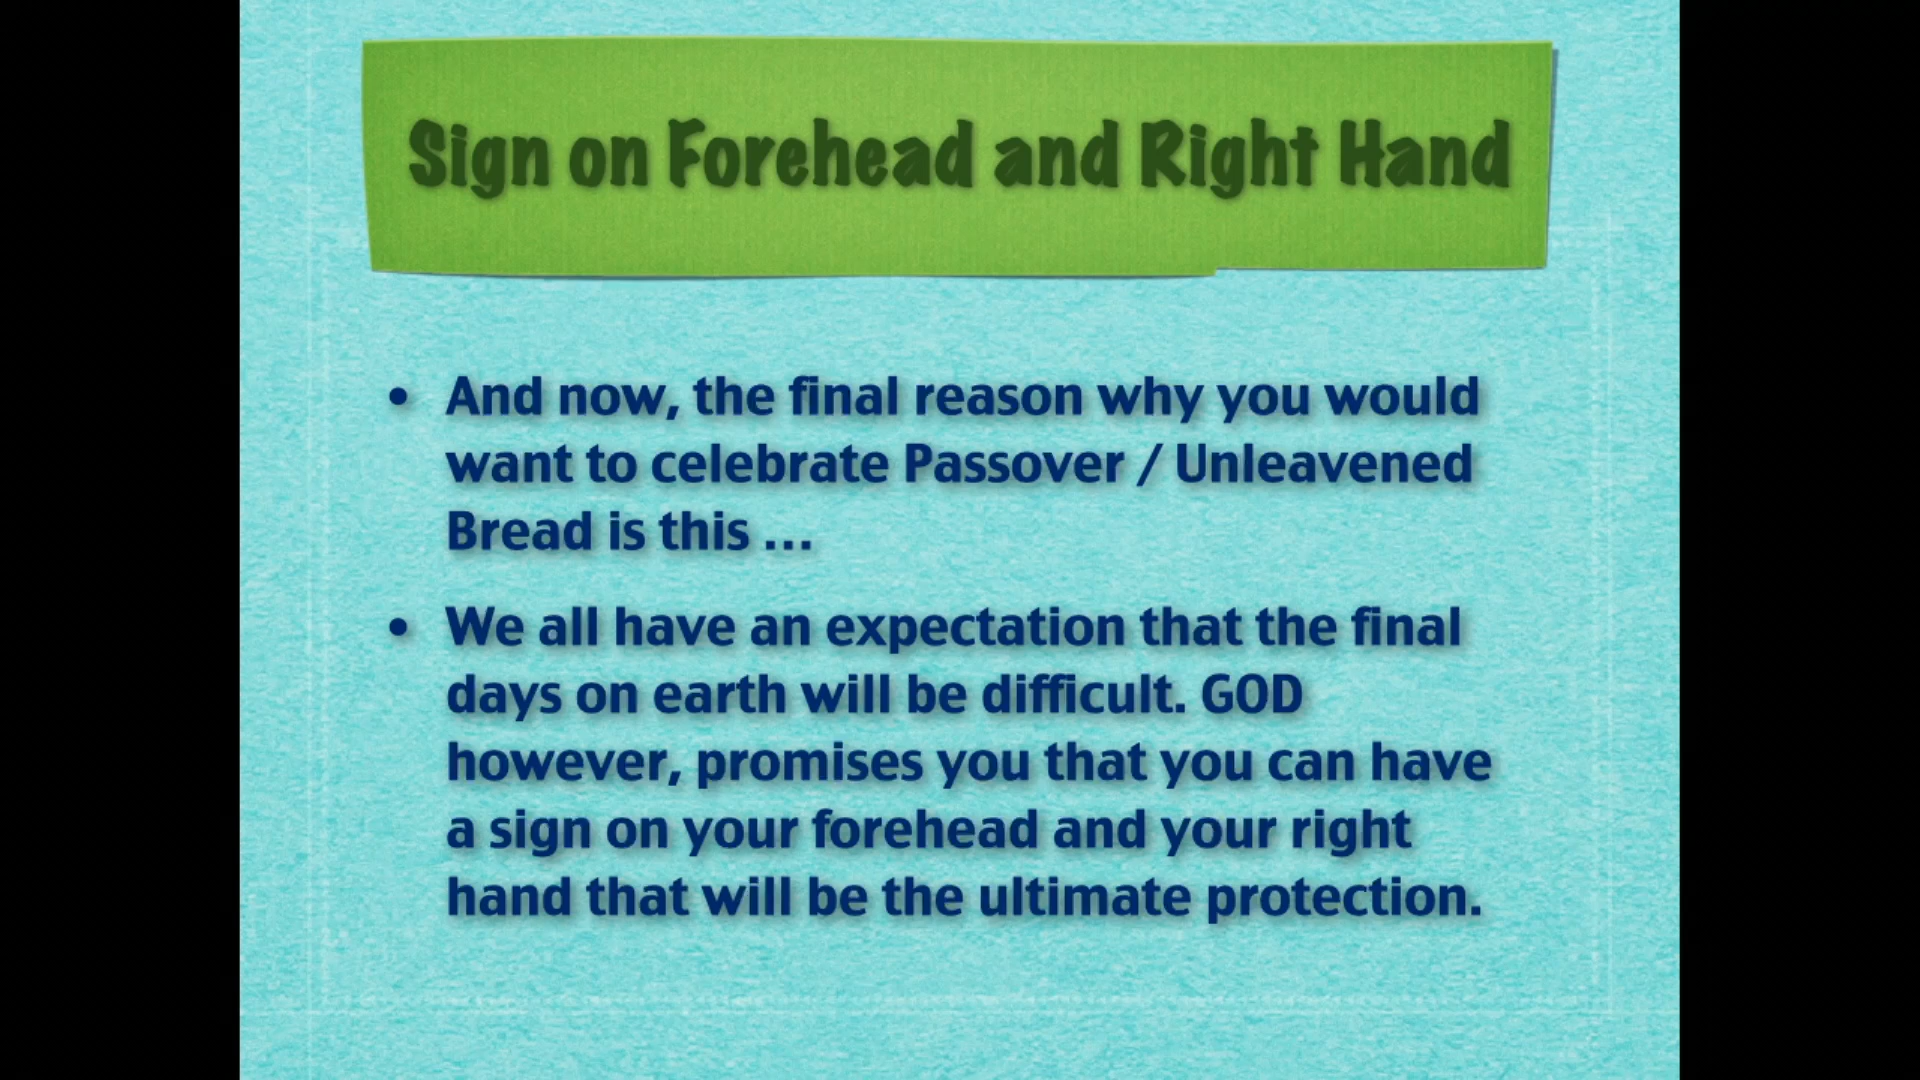 Sign on Forehead and Right Hand
• And now, the final reason why you would
want to celebrate Passover / Unleavened
Bread is this …
• We all have an expectation that the final
days on earth will be difficult. GOD
however, promises you that you can have
a sign on your forehead and your right
hand that will be the ultimate protection.